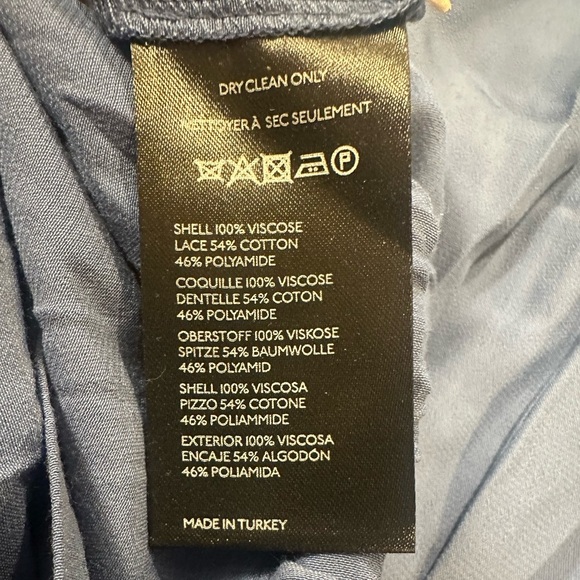 DRY CLEAN ONLY
NETTOYER À SEC SEULEMENT
P
SHELL 100% VISCOSE
LACE 54% COTTON
46% POLYAMIDE
COQUILLE 100% VISCOSE
DENTELLE 54% COTON
46% POLYAMIDE
OBERSTOFF 100% VISKOSE
SPITZE 54% BAUMWOLLE
46% POLYAMID
SHELL 100% VISCOSA
PIZZO 54% COTONE
46% POLIAMMIDE
EXTERIOR 100% VISCOSA
ENCAJE 54% ALGODÓN
46% POLIAMIDA
MADE IN TURKEY